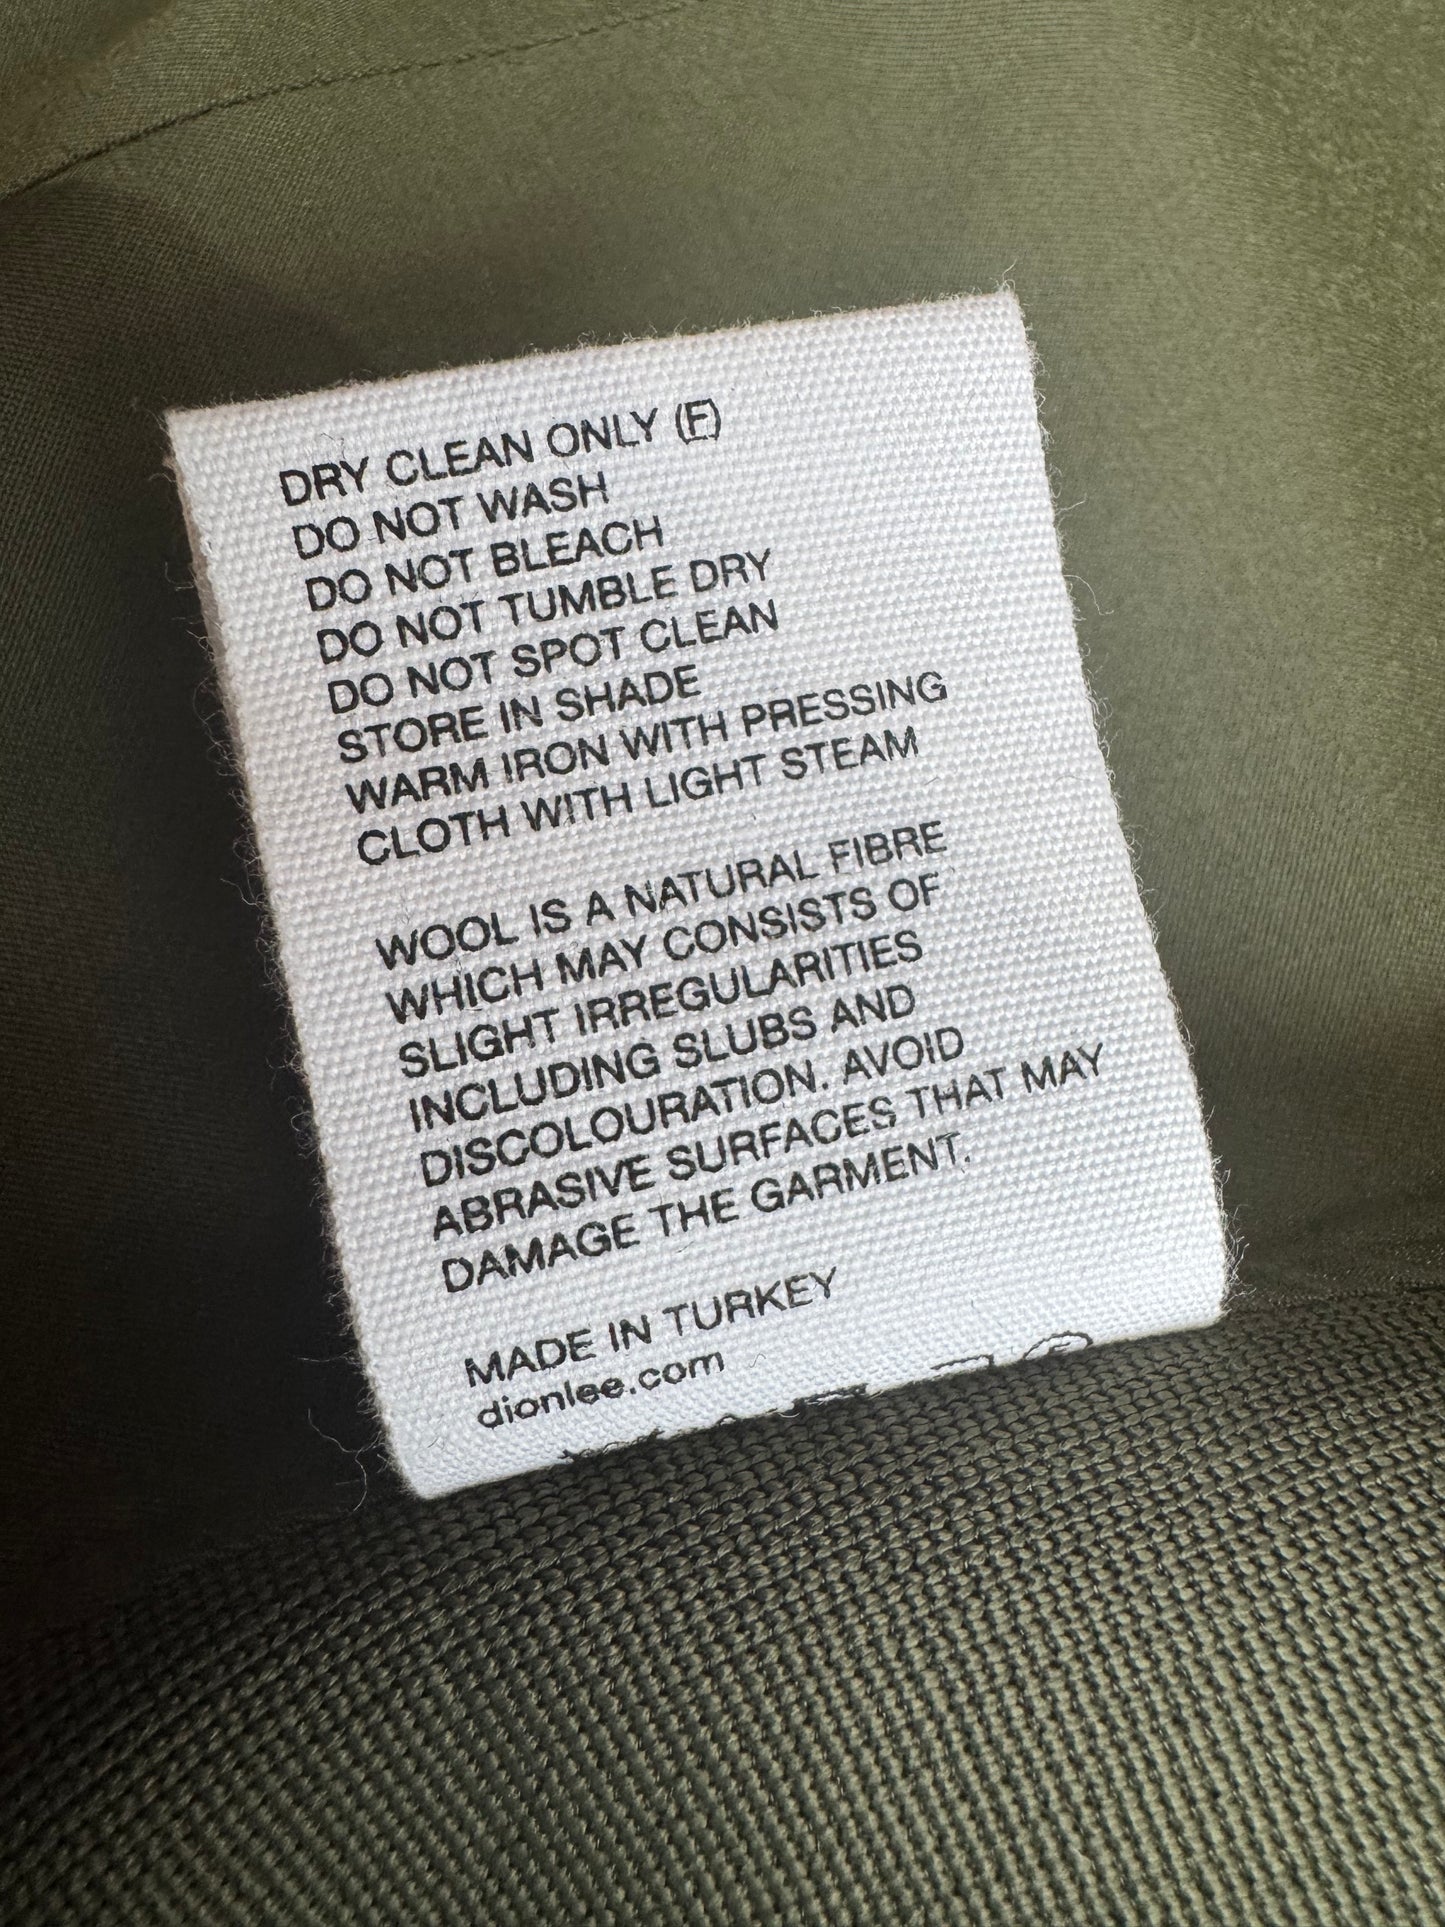 DRY CLEAN ONLY (F)
DO NOT WASH
DO NOT BLEACH
DO NOT TUMBLE DRY
DO NOT SPOT CLEAN
STORE IN SHADE
WARM IRON WITH PRESSING
CLOTH WITH LIGHT STEAM
WOOL IS A NATURAL FIBRE
WHICH MAY CONSISTS OF
SLIGHT IRREGULARITIES
INCLUDING SLUBS AND
DISCOLOURATION. AVOID
ABRASIVE SURFACES THAT MAY
DAMAGE THE GARMENT.
MADE IN TURKEY
dionlee.com